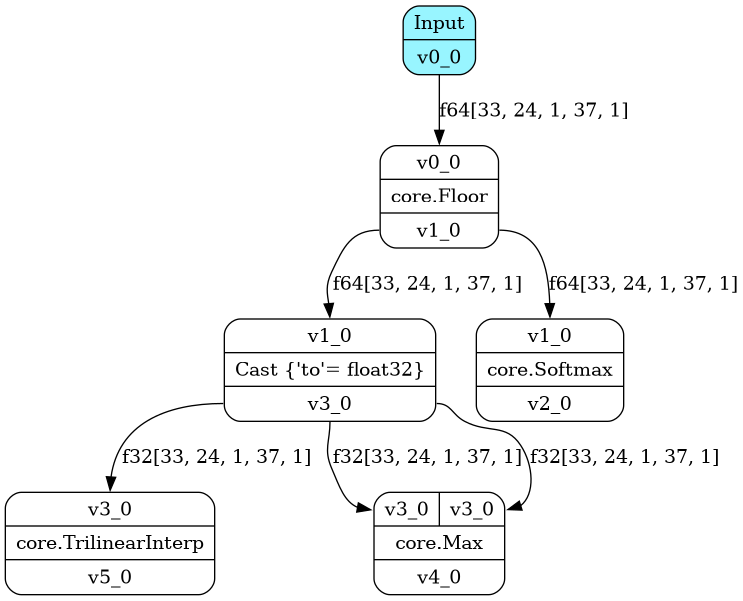 Input
v0_0
f64[33, 24, 1, 37, 1]
v0_0
core.Floor
v1_0
f64[33, 24, 1, 37, 1]
f64[33, 24, 1, 37, 1]
v1_0
Cast {'to'= float32}
v3_0
v1_0
core.Softmax
v2_0
f32[33, 24, 1, 37, 1]
f32[33, 24, 1, 37, 1]
f32[33, 24, 1, 37, 1]
v3_0
core.TrilinearInterp
v5_0
v3_0
v3_0
core.Max
v4_0